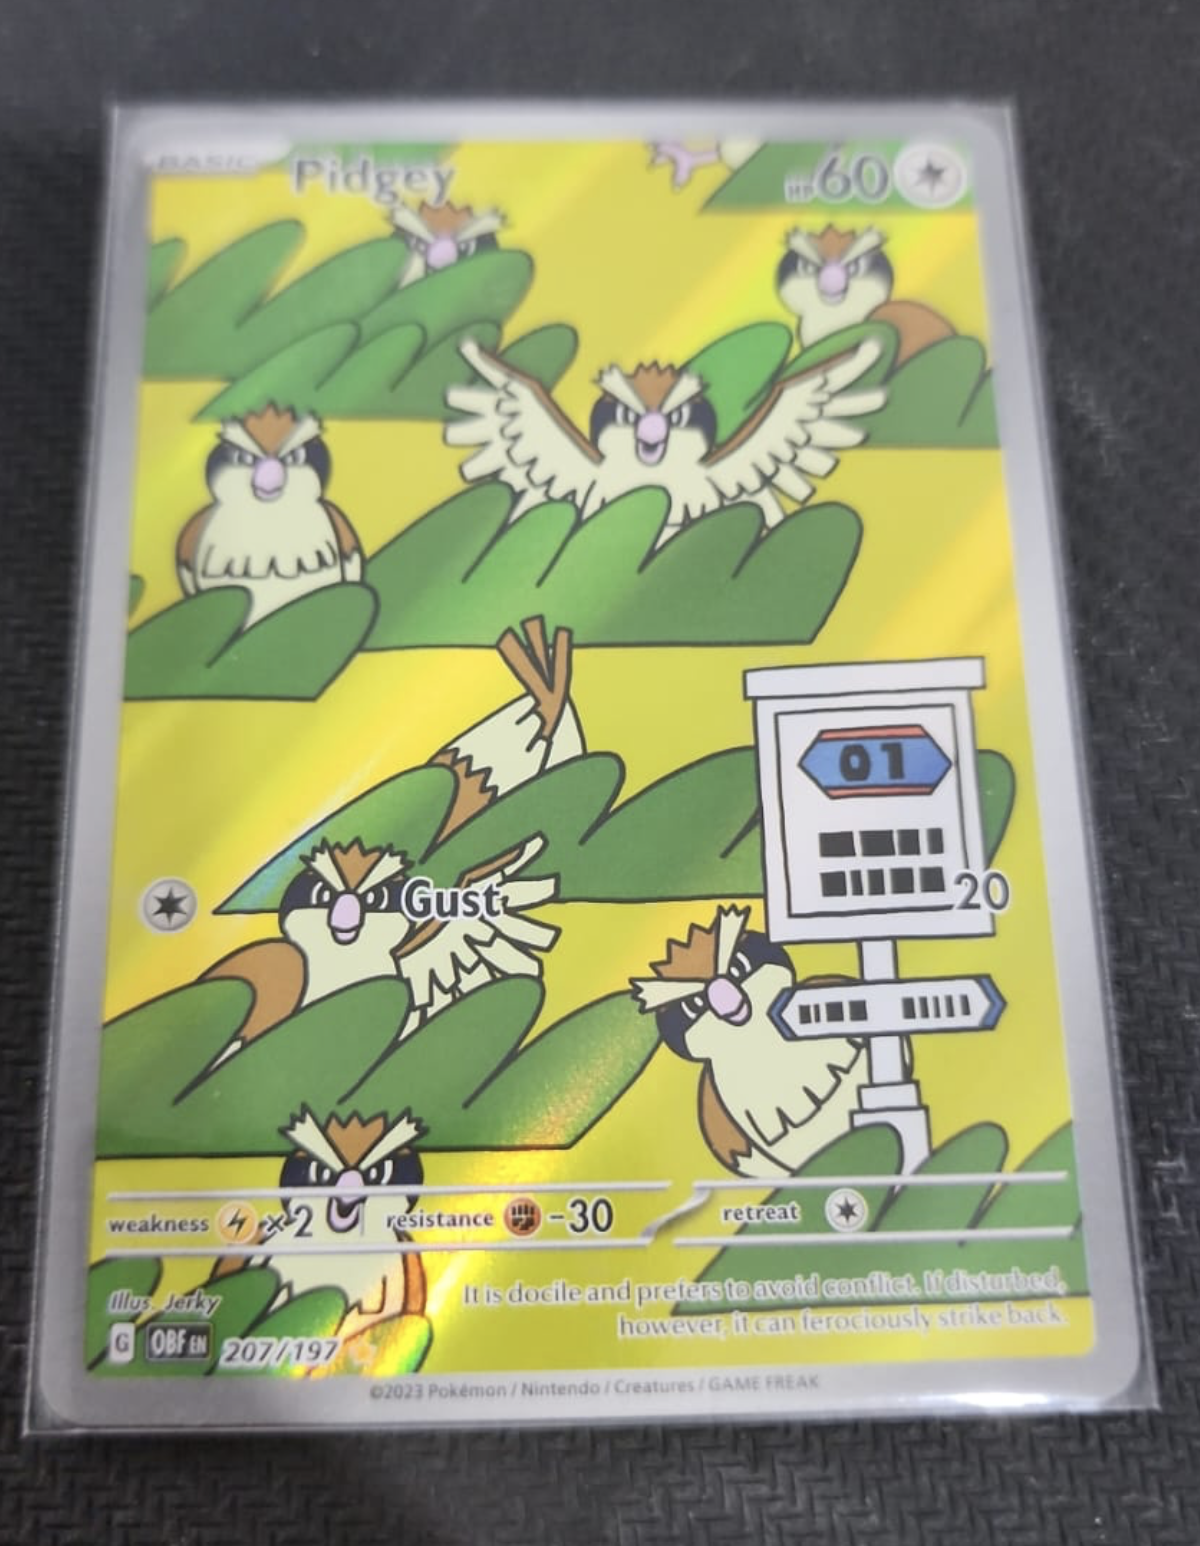 BASIC Pidgey HP 60
01
Gust 20
weakness ×2 resistance -30 retreat
It is docile and prefers to avoid conflict. If disturbed,
however, it can ferociously strike back.
Illus. Jerky
G OBF EN 207/197
©2023 Pokémon / Nintendo / Creatures / GAME FREAK